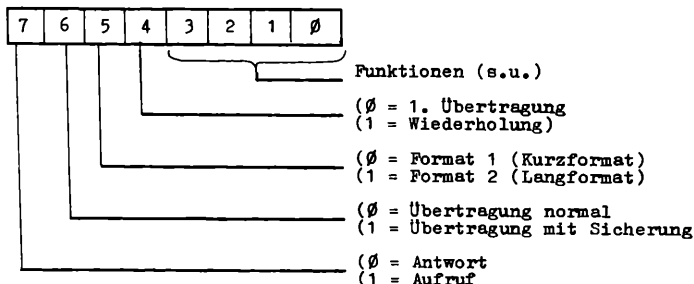 7 6 5 4 3 2 1 Ø
Funktionen (s.u.)
(Ø = 1. Übertragung
(1 = Wiederholung)
(Ø = Format 1 (Kurzformat)
(1 = Format 2 (Langformat)
(Ø = Übertragung normal
(1 = Übertragung mit Sicherung
(Ø = Antwort
(1 = Aufruf